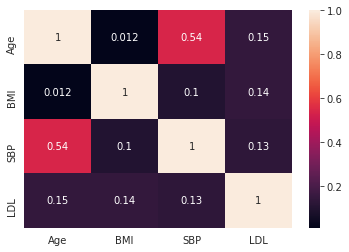 Age 1 0.012 0.54 0.15
BMI 0.012 1 0.1 0.14
SBP 0.54 0.1 1 0.13
LDL 0.15 0.14 0.13 1
Age BMI SBP LDL
1.0
0.8
0.6
0.4
0.2